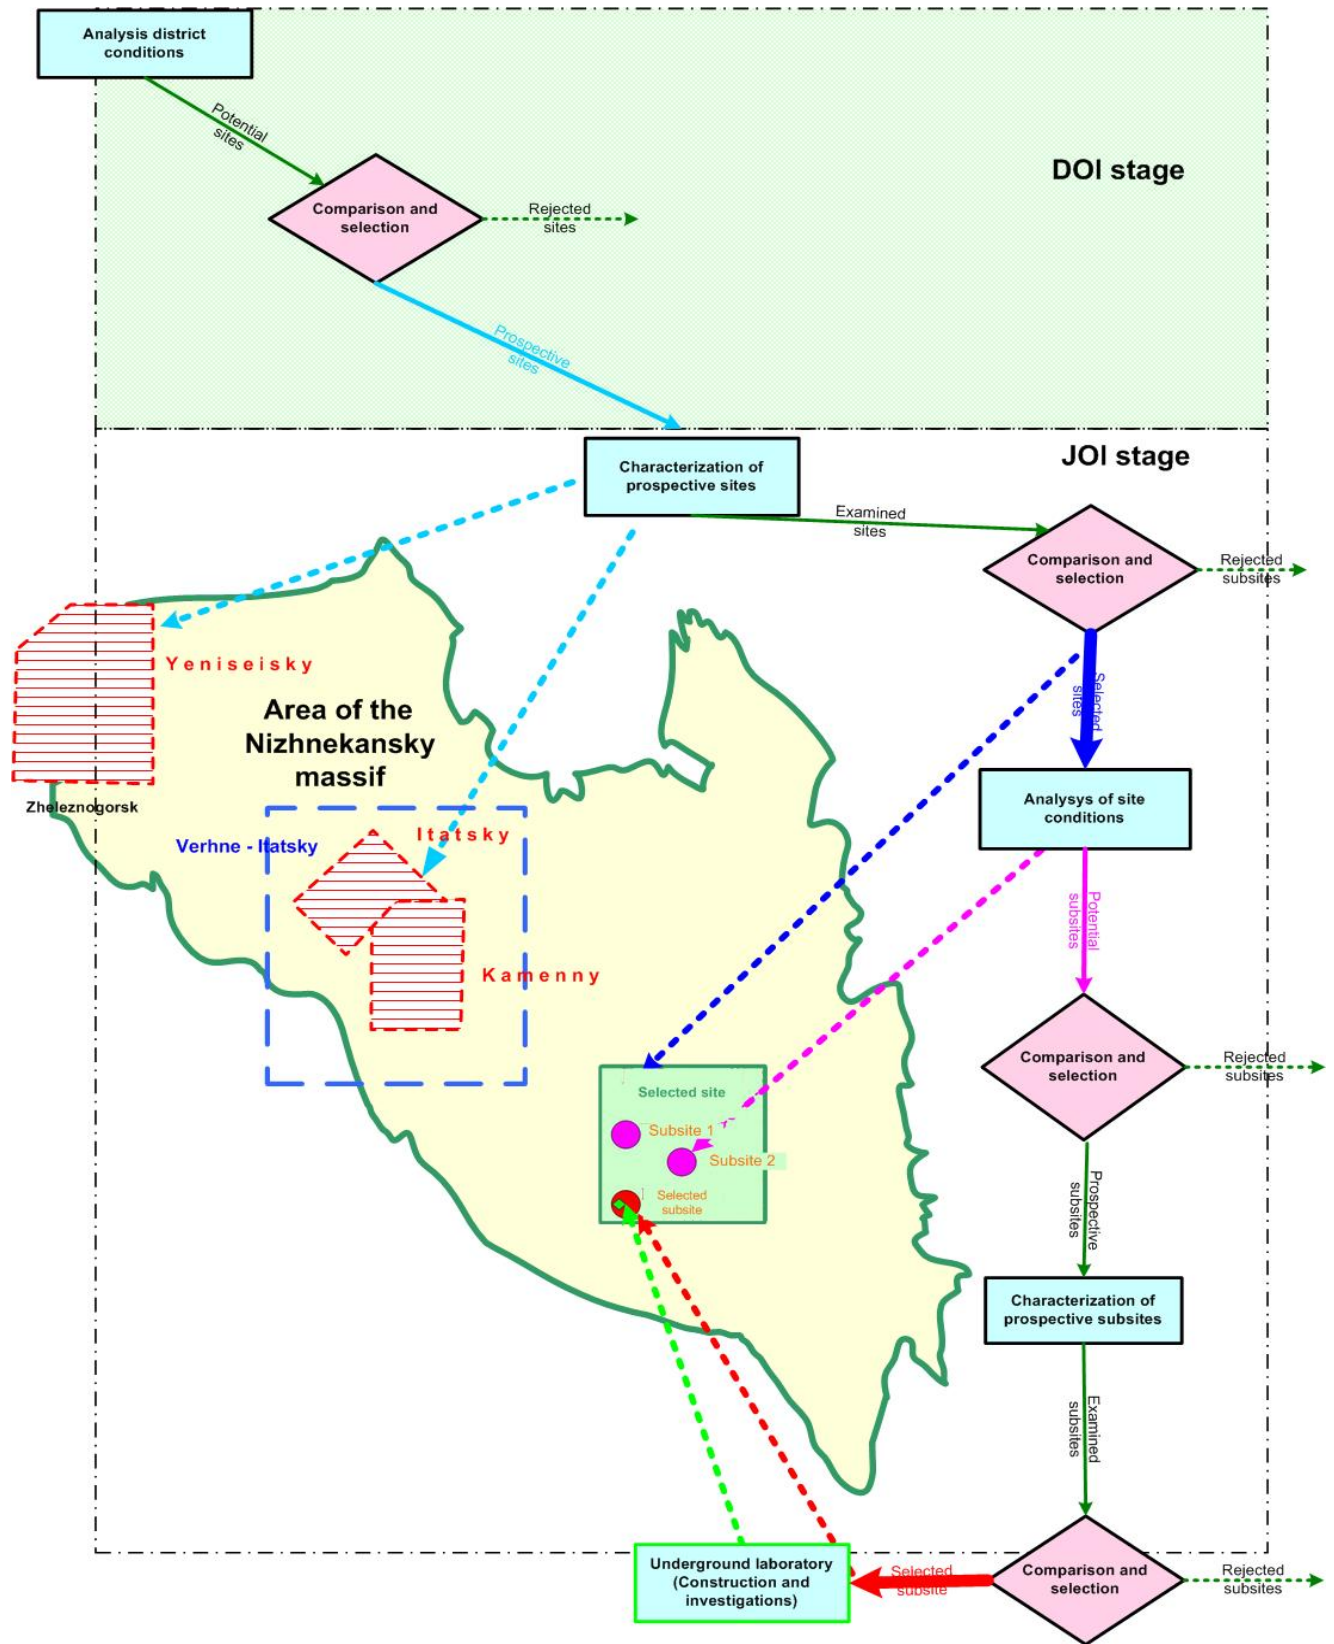 Analysis district
conditions
Potential
sites
DOI stage
Comparison and
selection
Rejected
sites
Prospective
sites
JOI stage
Characterization of
prospective sites
Examined
sites
Comparison and
selection
Rejected
subsites
Yeniseisky
Selected
sites
Area of the
Nizhnekansky
massif
Zheleznogorsk
Analysys of site
conditions
Itatsky
Verhne - Itatsky
Potential
subsites
Kamenny
Comparison and
selection
Rejected
subsites
Selected site
Subsite 1
Subsite 2
Selected
subsite
Prospective
subsites
Characterization of
prospective subsites
Examined
subsites
Underground laboratory
(Construction and
investigations)
Selected
subsite
Comparison and
selection
Rejected
subsites